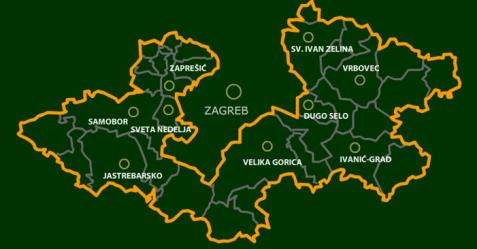 SV. IVAN ZELINA
ZAPREŠIĆ
VRBOVEC
ZAGREB
DUGO SELO
SAMOBOR
SVETA NEDELJA
VELIKA GORICA
IVANIĆ-GRAD
JASTREBARSKO